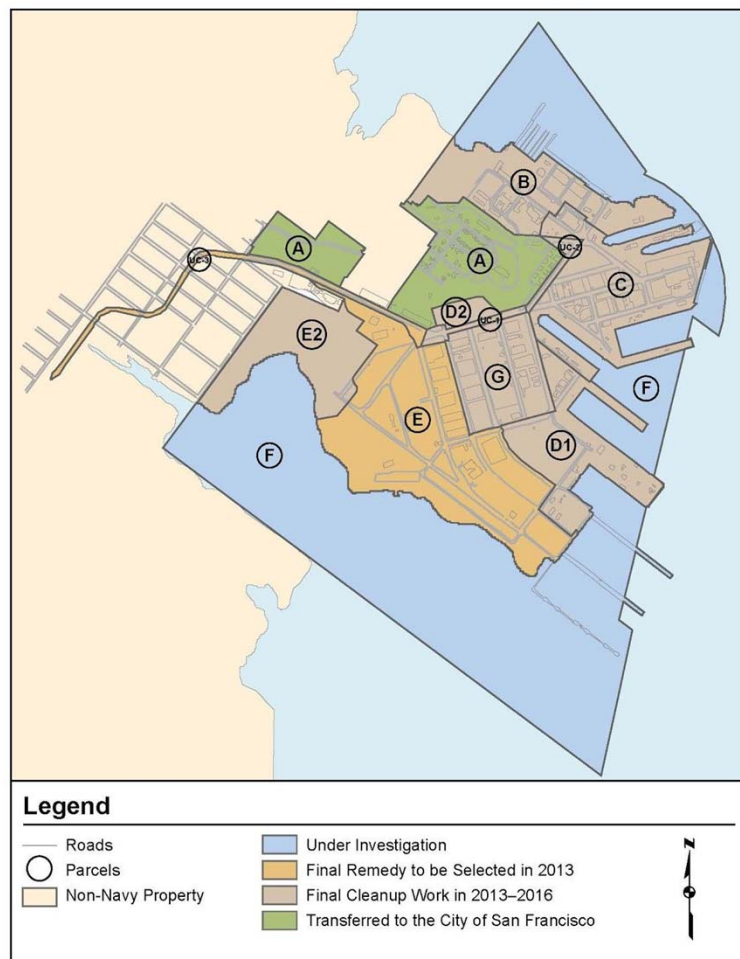 B
A
UC-2
UC-3
A
C
D2
UC-1
E2
G
F
E
D1
F
Legend
Roads
Parcels
Non-Navy Property
Under Investigation
Final Remedy to be Selected in 2013
Final Cleanup Work in 2013–2016
Transferred to the City of San Francisco
N